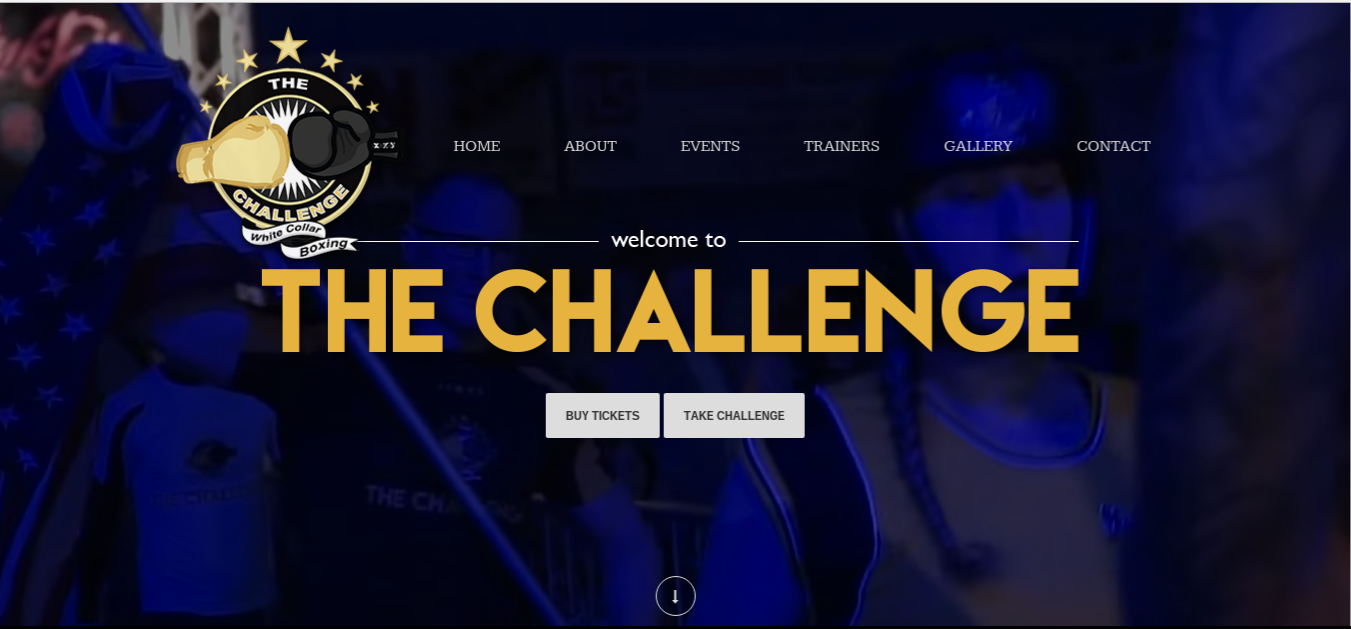 THE
CHALLENGE
White Collar
Boxing
HOME ABOUT EVENTS TRAINERS GALLERY CONTACT
welcome to
THE CHALLENGE
BUY TICKETS TAKE CHALLENGE
THE CHALLENGE